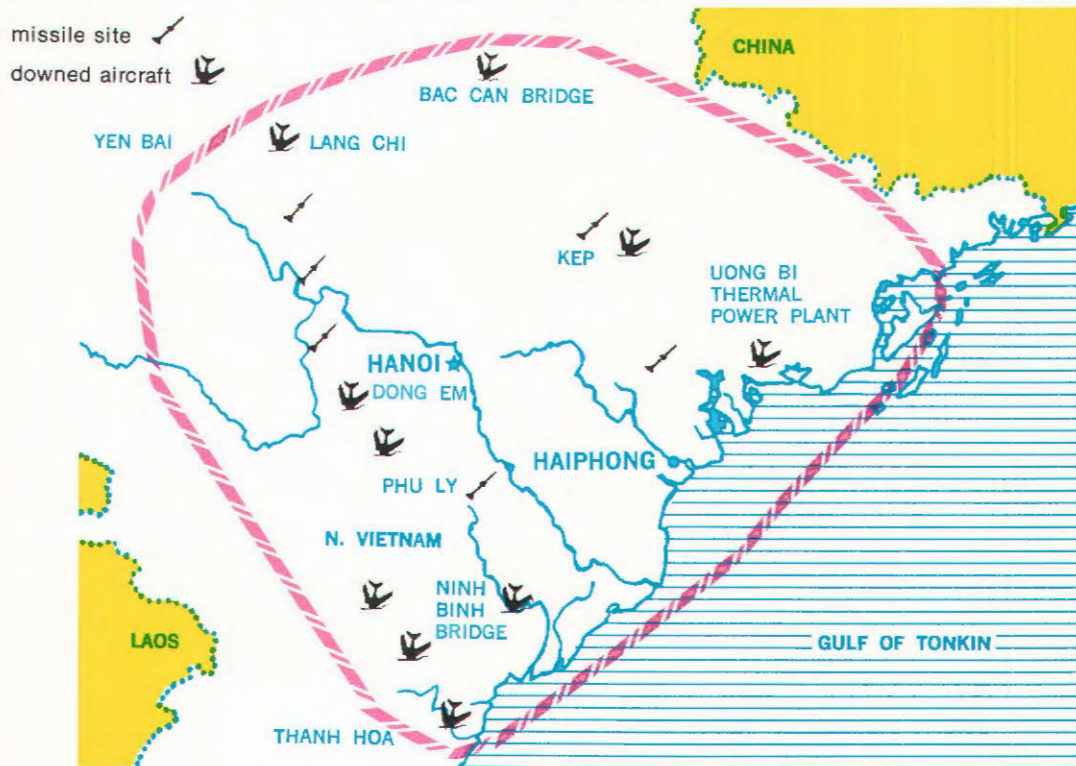 missile site
downed aircraft
CHINA
BAC CAN BRIDGE
YEN BAI
LANG CHI
KEP
UONG BI
THERMAL
POWER PLANT
HANOI
DONG EM
HAIPHONG
PHU LY
N. VIETNAM
NINH
BINH
BRIDGE
LAOS
GULF OF TONKIN
THANH HOA